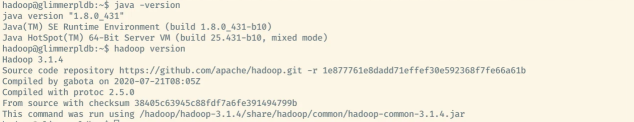 hadoop@glimmerpldb:~$ java -version
java version "1.8.0_431"
Java(TM) SE Runtime Environment (build 1.8.0_431-b10)
Java HotSpot(TM) 64-Bit Server VM (build 25.431-b10, mixed mode)
hadoop@glimmerpldb:~$ hadoop version
Hadoop 3.1.4
Source code repository https://github.com/apache/hadoop.git -r 1e877761e8dadd71effef30e592368f7fe66a61b
Compiled by gabota on 2020-07-21T08:05Z
Compiled with protoc 2.5.0
From source with checksum 38405c63945c88fdf7a6fe391494799b
This command was run using /hadoop/hadoop-3.1.4/share/hadoop/common/hadoop-common-3.1.4.jar